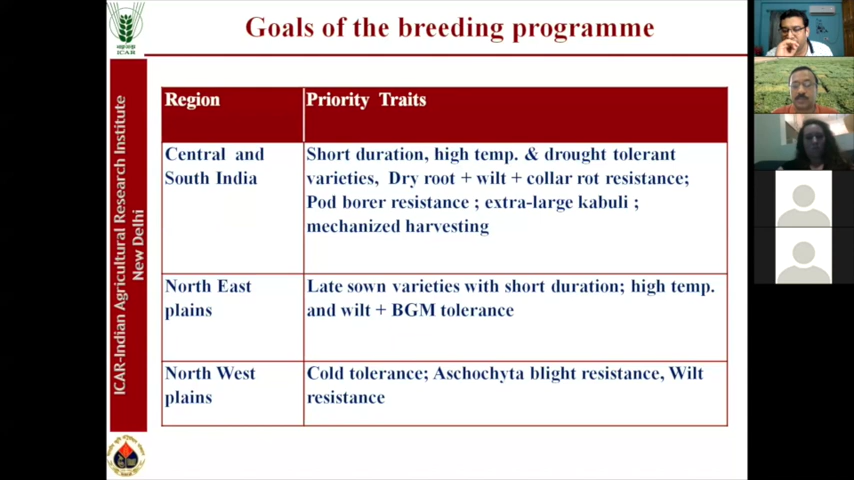 Goals of the breeding programme
ICAR
ICAR-Indian Agricultural Research Institute
New Delhi
Region
Priority Traits
Central and
South India
Short duration, high temp. & drought tolerant
varieties, Dry root + wilt + collar rot resistance;
Pod borer resistance ; extra-large kabuli ;
mechanized harvesting
North East
plains
Late sown varieties with short duration; high temp.
and wilt + BGM tolerance
North West
plains
Cold tolerance; Aschochyta blight resistance, Wilt
resistance